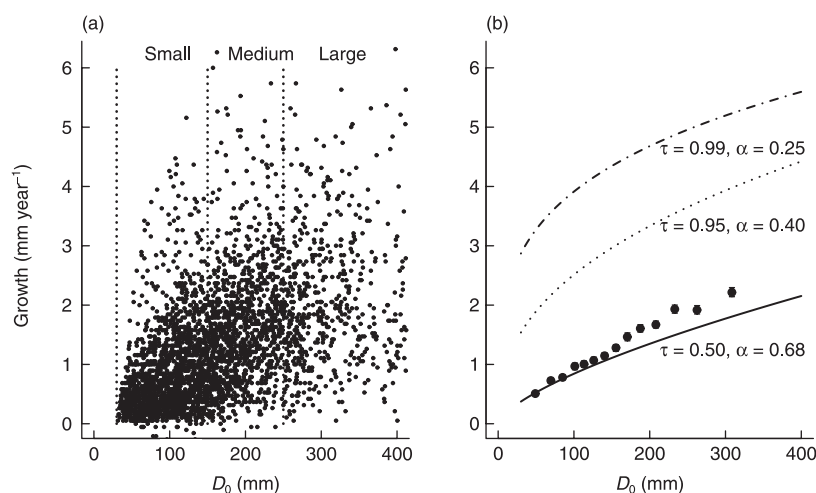 (a)
Small Medium Large
6
5
4
3
2
1
0
Growth (mm year⁻¹)
0 100 200 300 400
D₀ (mm)
(b)
6
5
4
3
2
1
0
τ = 0.99, α = 0.25
τ = 0.95, α = 0.40
τ = 0.50, α = 0.68
0 100 200 300 400
D₀ (mm)